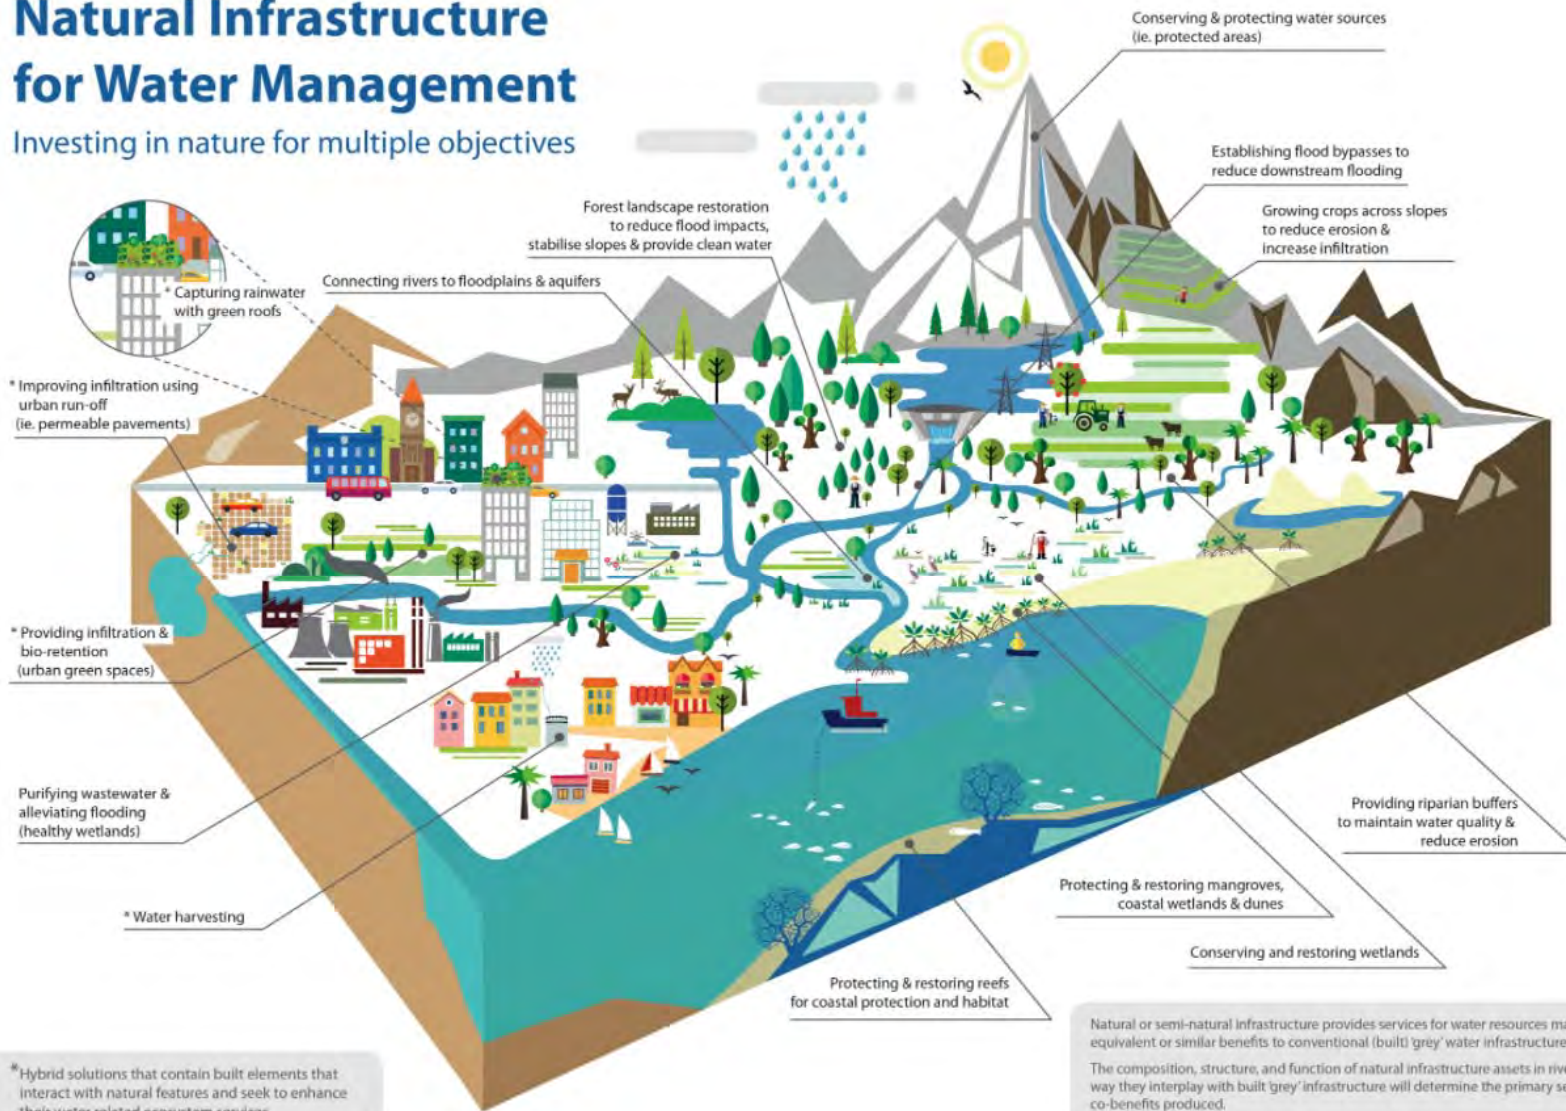 Natural Infrastructure
for Water Management
Investing in nature for multiple objectives
Conserving & protecting water sources
(ie. protected areas)
Establishing flood bypasses to
reduce downstream flooding
Growing crops across slopes
to reduce erosion &
increase infiltration
Forest landscape restoration
to reduce flood impacts,
stabilise slopes & provide clean water
Connecting rivers to floodplains & aquifers
* Capturing rainwater
with green roofs
* Improving infiltration using
urban run-off
(ie. permeable pavements)
* Providing infiltration &
bio-retention
(urban green spaces)
Purifying wastewater &
alleviating flooding
(healthy wetlands)
* Water harvesting
Providing riparian buffers
to maintain water quality &
reduce erosion
Protecting & restoring mangroves,
coastal wetlands & dunes
Conserving and restoring wetlands
Protecting & restoring reefs
for coastal protection and habitat
*Hybrid solutions that contain built elements that
interact with natural features and seek to enhance
their water related ecosystem services
Natural or semi-natural infrastructure provides services for water resources
equivalent or similar benefits to conventional (built) 'grey' water infrastructure
The composition, structure, and function of natural infrastructure assets in
way they interplay with built 'grey' infrastructure will determine the primary
co-benefits produced.